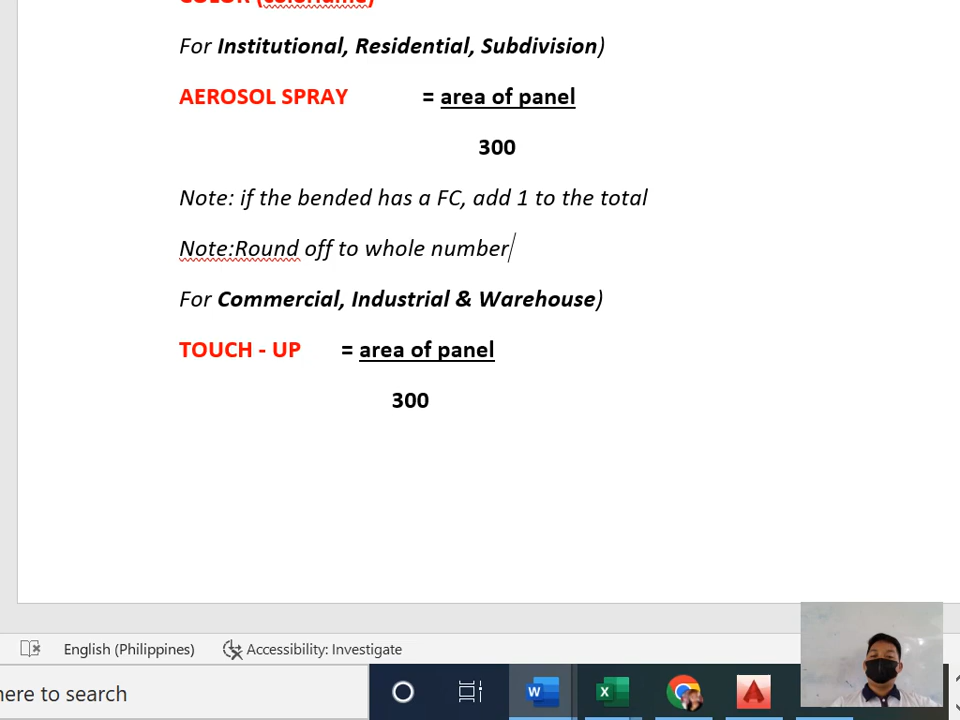 COLOR (colorname)
For Institutional, Residential, Subdivision)
AEROSOL SPRAY = area of panel
300
Note: if the bended has a FC, add 1 to the total
Note:Round off to whole number
For Commercial, Industrial & Warehouse)
TOUCH - UP = area of panel
300
English (Philippines) Accessibility: Investigate
here to search